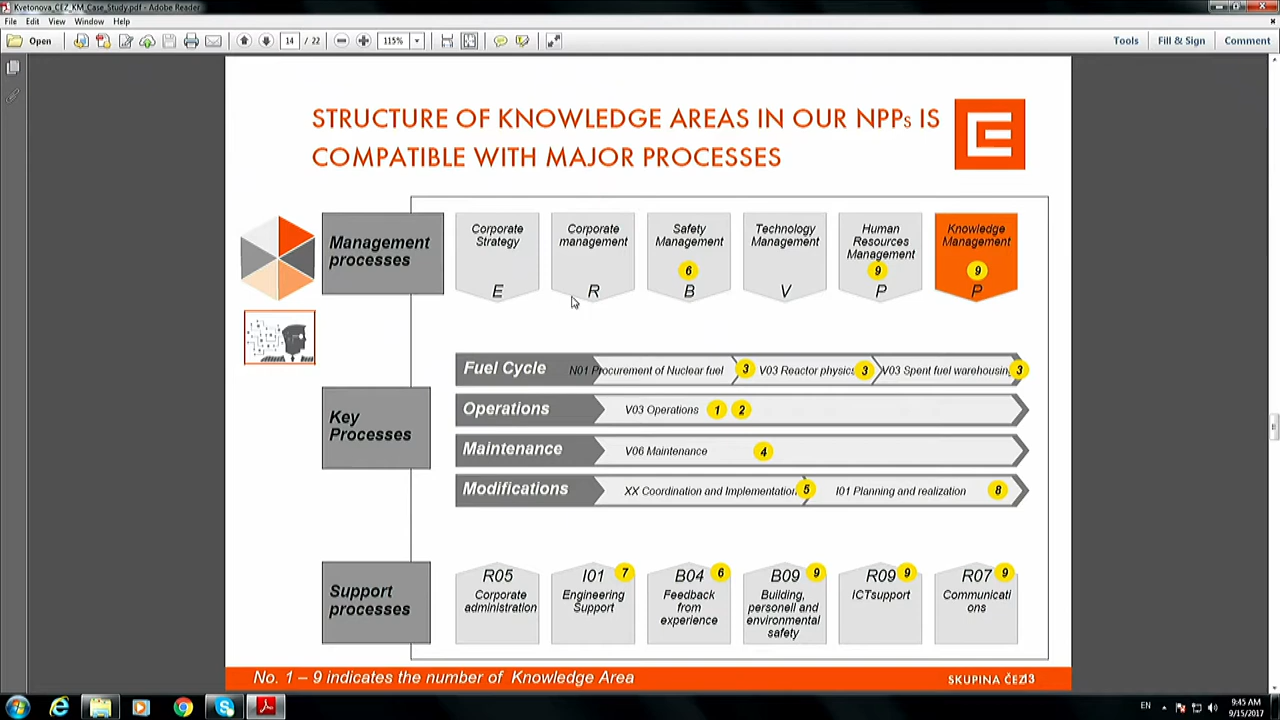 Kvetonova_CEZ_KM_Case_Study.pdf - Adobe Reader
File Edit View Window Help
Open 14 / 22 115% Tools Fill & Sign Comment
STRUCTURE OF KNOWLEDGE AREAS IN OUR NPPs IS
COMPATIBLE WITH MAJOR PROCESSES
Management
processes
Corporate
Strategy
E
Corporate
management
R
Safety
Management
6
B
Technology
Management
V
Human
Resources
Management
9
P
Knowledge
Management
9
P
Key
Processes
Fuel Cycle N01 Procurement of Nuclear fuel 3 V03 Reactor physics 3 V03 Spent fuel warehousing 3
Operations V03 Operations 1 2
Maintenance V06 Maintenance 4
Modifications XX Coordination and Implementation 5 I01 Planning and realization 8
Support
processes
R05
Corporate
administration
I01 7
Engineering
Support
B04 6
Feedback
from
experience
B09 9
Building,
personell and
environmental
safety
R09 9
ICTsupport
R07 9
Communicati
ons
No. 1 – 9 indicates the number of Knowledge Area
SKUPINA ČEZ 13
EN 9:45 AM
9/15/2017